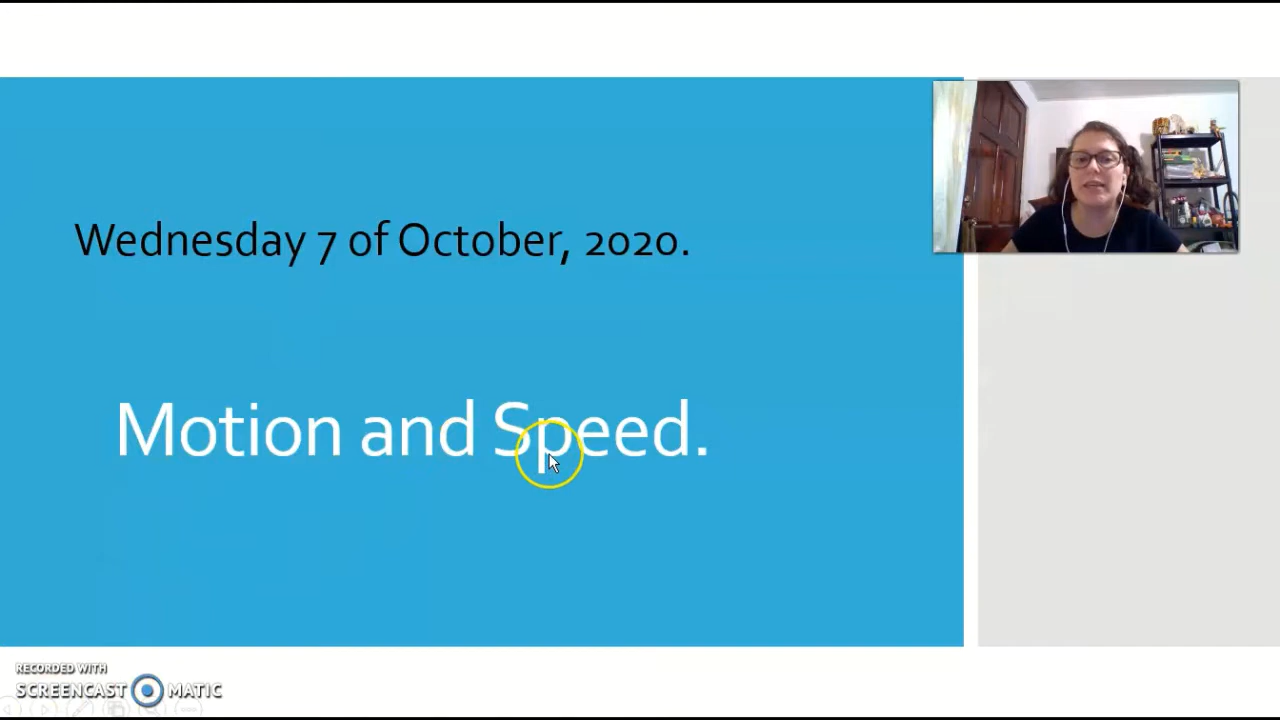 Wednesday 7 of October, 2020.
Motion and Speed.
RECORDED WITH
SCREENCAST MATIC